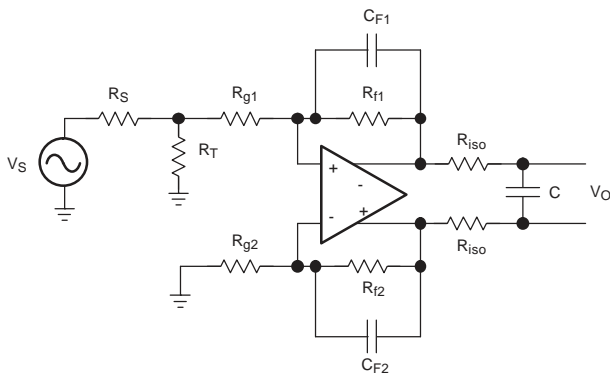 CF1
RS
Rg1
Rf1
VS
RT
Riso
+
-
C
VO
-
+
Riso
Rg2
Rf2
CF2